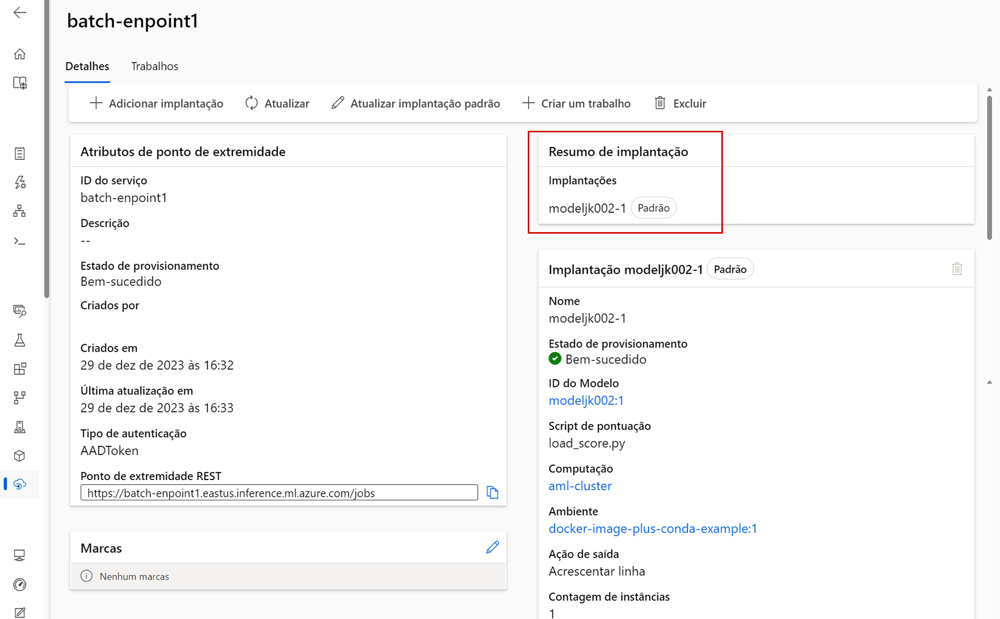 batch-enpoint1
Detalhes Trabalhos
Adicionar implantação Atualizar Atualizar implantação padrão Criar um trabalho Excluir
Atributos de ponto de extremidade
ID do serviço
batch-enpoint1
Descrição
--
Estado de provisionamento
Bem-sucedido
Criados por
Criados em
29 de dez de 2023 às 16:32
Última atualização em
29 de dez de 2023 às 16:33
Tipo de autenticação
AADToken
Ponto de extremidade REST
https://batch-enpoint1.eastus.inference.ml.azure.com/jobs
Marcas
Nenhum marcas
Resumo de implantação
Implantações
modeljk002-1 Padrão
Implantação modeljk002-1 Padrão
Nome
modeljk002-1
Estado de provisionamento
Bem-sucedido
ID do Modelo
modeljk002:1
Script de pontuação
load_score.py
Computação
aml-cluster
Ambiente
docker-image-plus-conda-example:1
Ação de saída
Acrescentar linha
Contagem de instâncias
1